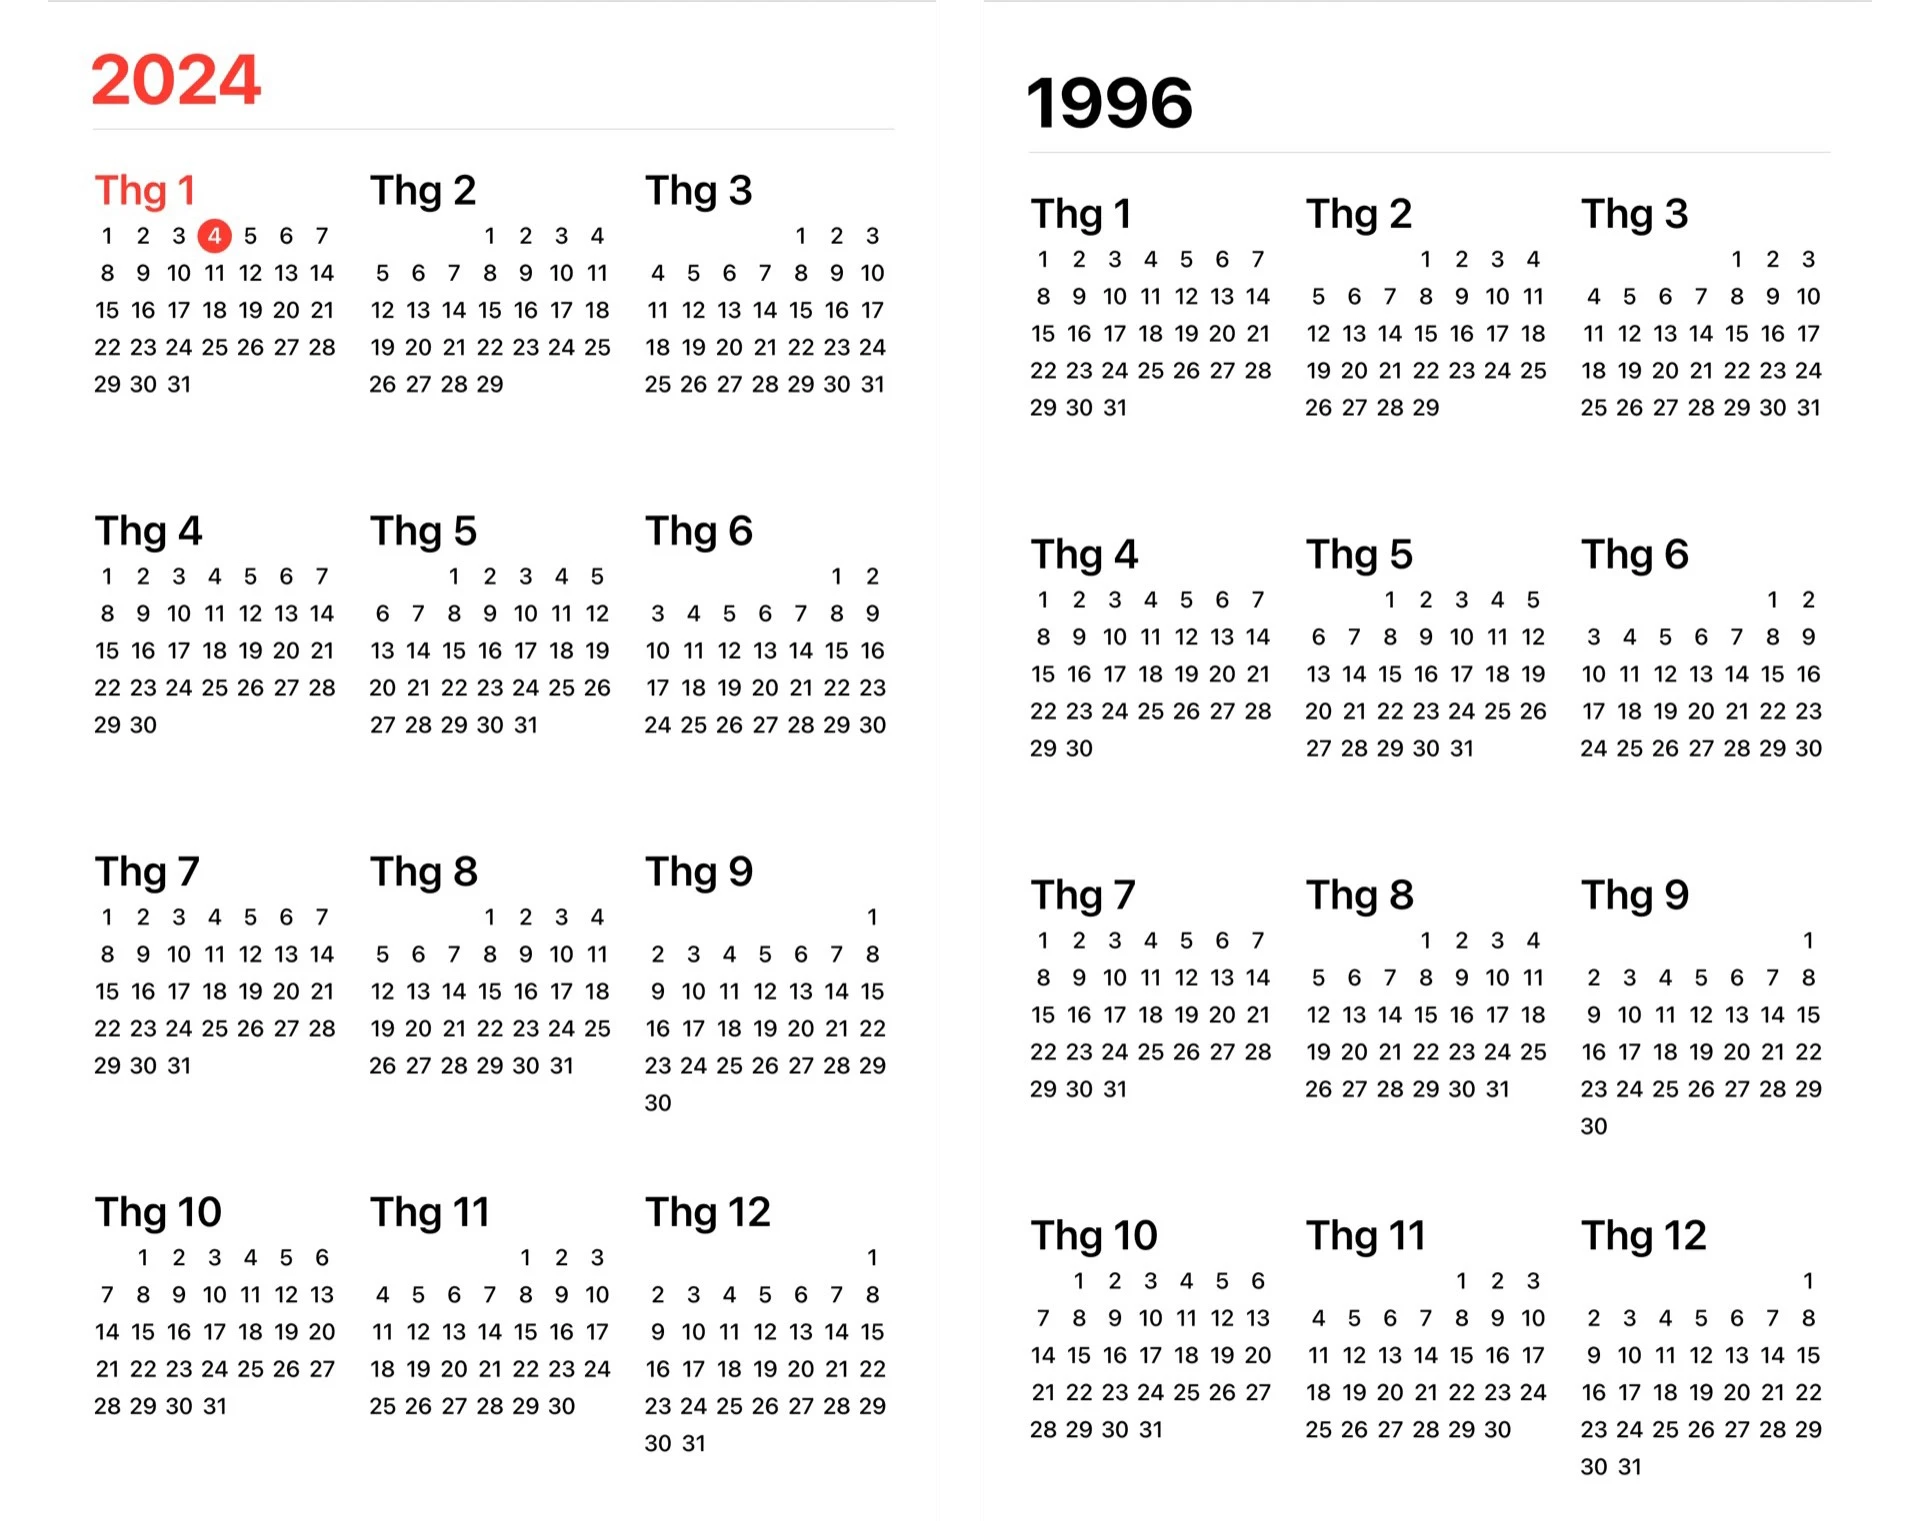 2024
Thg 1
1 2 3 4 5 6 7
8 9 10 11 12 13 14
15 16 17 18 19 20 21
22 23 24 25 26 27 28
29 30 31
Thg 2
1 2 3 4
5 6 7 8 9 10 11
12 13 14 15 16 17 18
19 20 21 22 23 24 25
26 27 28 29
Thg 3
1 2 3
4 5 6 7 8 9 10
11 12 13 14 15 16 17
18 19 20 21 22 23 24
25 26 27 28 29 30 31
Thg 4
1 2 3 4 5 6 7
8 9 10 11 12 13 14
15 16 17 18 19 20 21
22 23 24 25 26 27 28
29 30
Thg 5
1 2 3 4 5
6 7 8 9 10 11 12
13 14 15 16 17 18 19
20 21 22 23 24 25 26
27 28 29 30 31
Thg 6
1 2
3 4 5 6 7 8 9
10 11 12 13 14 15 16
17 18 19 20 21 22 23
24 25 26 27 28 29 30
Thg 7
1 2 3 4 5 6 7
8 9 10 11 12 13 14
15 16 17 18 19 20 21
22 23 24 25 26 27 28
29 30 31
Thg 8
1 2 3 4
5 6 7 8 9 10 11
12 13 14 15 16 17 18
19 20 21 22 23 24 25
26 27 28 29 30 31
Thg 9
1
2 3 4 5 6 7 8
9 10 11 12 13 14 15
16 17 18 19 20 21 22
23 24 25 26 27 28 29
30
Thg 10
1 2 3 4 5 6
7 8 9 10 11 12 13
14 15 16 17 18 19 20
21 22 23 24 25 26 27
28 29 30 31
Thg 11
1 2 3
4 5 6 7 8 9 10
11 12 13 14 15 16 17
18 19 20 21 22 23 24
25 26 27 28 29 30
Thg 12
1
2 3 4 5 6 7 8
9 10 11 12 13 14 15
16 17 18 19 20 21 22
23 24 25 26 27 28 29
30 31
1996
Thg 1
1 2 3 4 5 6 7
8 9 10 11 12 13 14
15 16 17 18 19 20 21
22 23 24 25 26 27 28
29 30 31
Thg 2
1 2 3 4
5 6 7 8 9 10 11
12 13 14 15 16 17 18
19 20 21 22 23 24 25
26 27 28 29
Thg 3
1 2 3
4 5 6 7 8 9 10
11 12 13 14 15 16 17
18 19 20 21 22 23 24
25 26 27 28 29 30 31
Thg 4
1 2 3 4 5 6 7
8 9 10 11 12 13 14
15 16 17 18 19 20 21
22 23 24 25 26 27 28
29 30
Thg 5
1 2 3 4 5
6 7 8 9 10 11 12
13 14 15 16 17 18 19
20 21 22 23 24 25 26
27 28 29 30 31
Thg 6
1 2
3 4 5 6 7 8 9
10 11 12 13 14 15 16
17 18 19 20 21 22 23
24 25 26 27 28 29 30
Thg 7
1 2 3 4 5 6 7
8 9 10 11 12 13 14
15 16 17 18 19 20 21
22 23 24 25 26 27 28
29 30 31
Thg 8
1 2 3 4
5 6 7 8 9 10 11
12 13 14 15 16 17 18
19 20 21 22 23 24 25
26 27 28 29 30 31
Thg 9
1
2 3 4 5 6 7 8
9 10 11 12 13 14 15
16 17 18 19 20 21 22
23 24 25 26 27 28 29
30
Thg 10
1 2 3 4 5 6
7 8 9 10 11 12 13
14 15 16 17 18 19 20
21 22 23 24 25 26 27
28 29 30 31
Thg 11
1 2 3
4 5 6 7 8 9 10
11 12 13 14 15 16 17
18 19 20 21 22 23 24
25 26 27 28 29 30
Thg 12
1
2 3 4 5 6 7 8
9 10 11 12 13 14 15
16 17 18 19 20 21 22
23 24 25 26 27 28 29
30 31